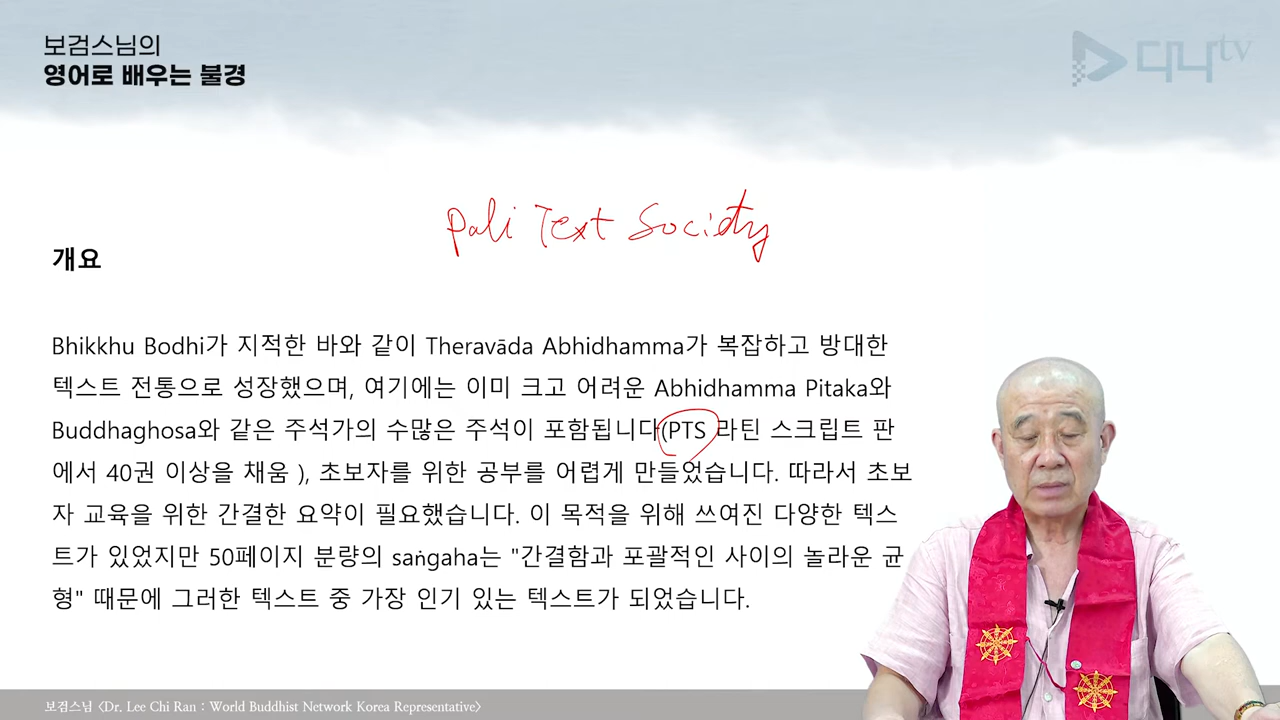 보검스님의
영어로 배우는 불경
디나tv
Pali Text Society
개요
Bhikkhu Bodhi가 지적한 바와 같이 Theravāda Abhidhamma가 복잡하고 방대한
텍스트 전통으로 성장했으며, 여기에는 이미 크고 어려운 Abhidhamma Pitaka와
Buddhaghosa와 같은 주석가의 수많은 주석이 포함됩니다(PTS 라틴 스크립트 판
에서 40권 이상을 채움 ), 초보자를 위한 공부를 어렵게 만들었습니다. 따라서 초보
자 교육을 위한 간결한 요약이 필요했습니다. 이 목적을 위해 쓰여진 다양한 텍스
트가 있었지만 50페이지 분량의 saṅgaha는 "간결함과 포괄적인 사이의 놀라운 균
형" 때문에 그러한 텍스트 중 가장 인기 있는 텍스트가 되었습니다.
보검스님 <Dr. Lee Chi Ran : World Buddhist Network Korea Representative>